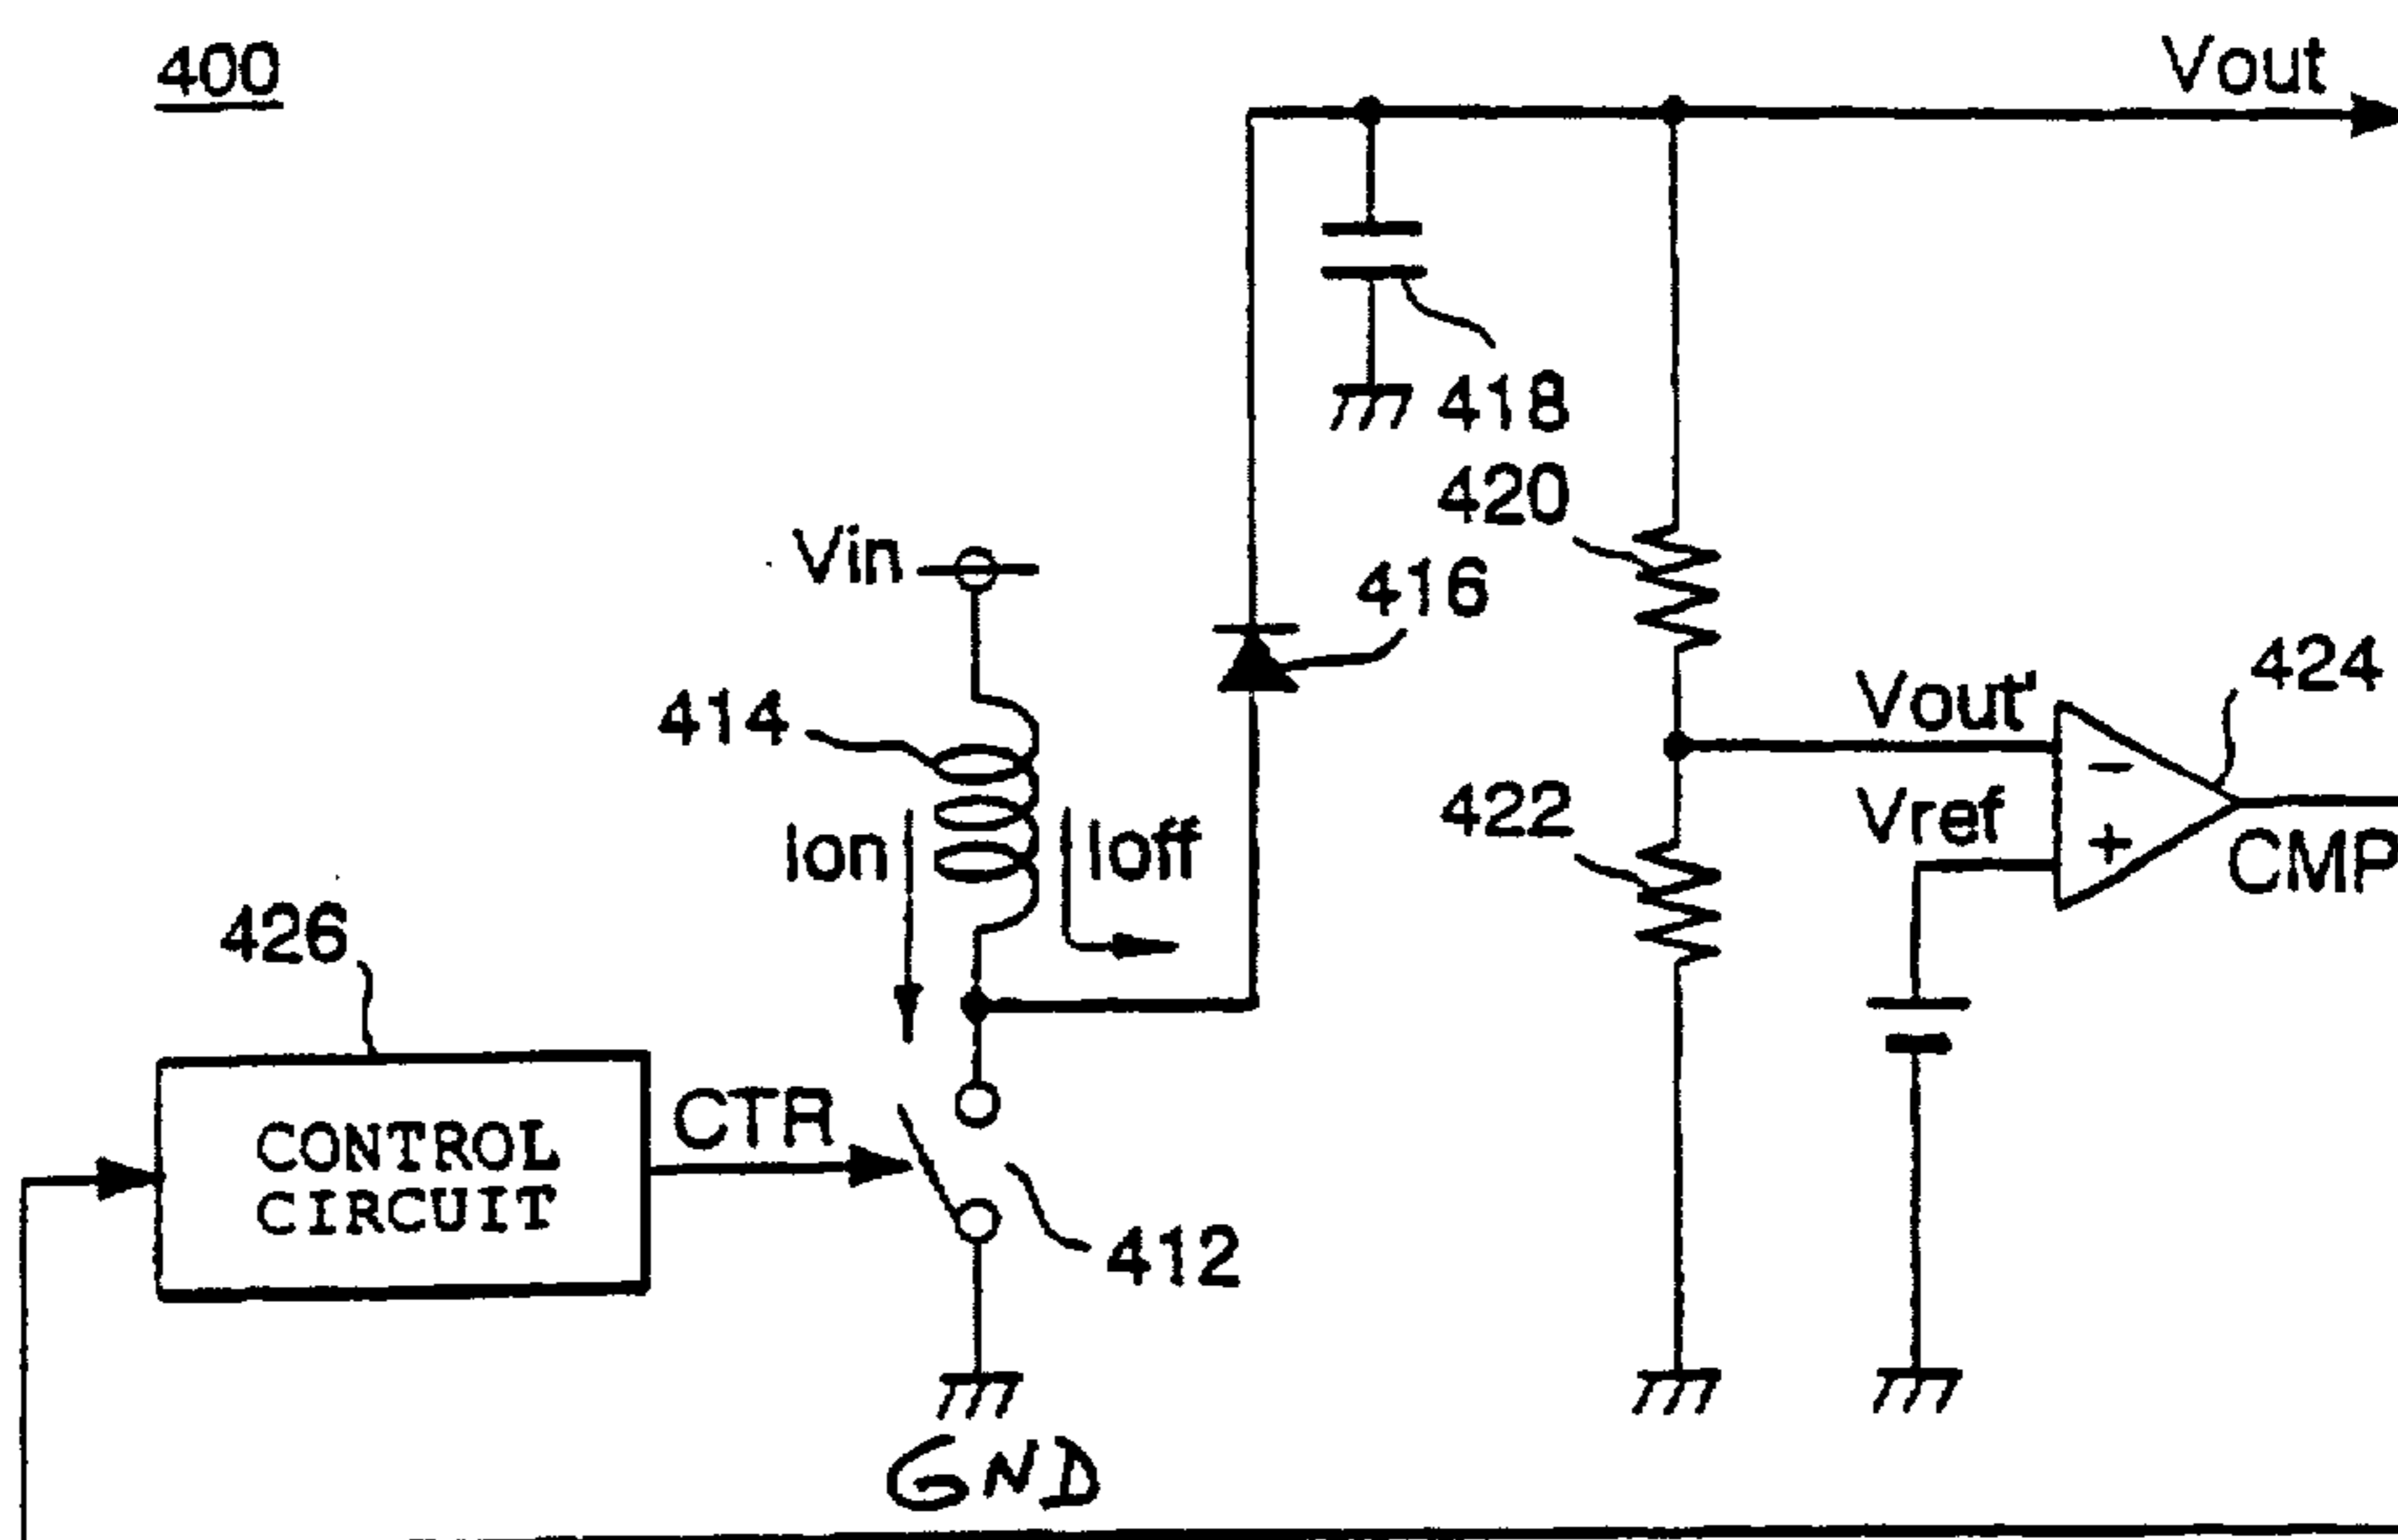 400
Vout
418
420
Vin
416
414
Vout'
424
Ion
Ioff
422
Vref
−
+
CMP
426
CONTROL
CIRCUIT
CTR
412
GND